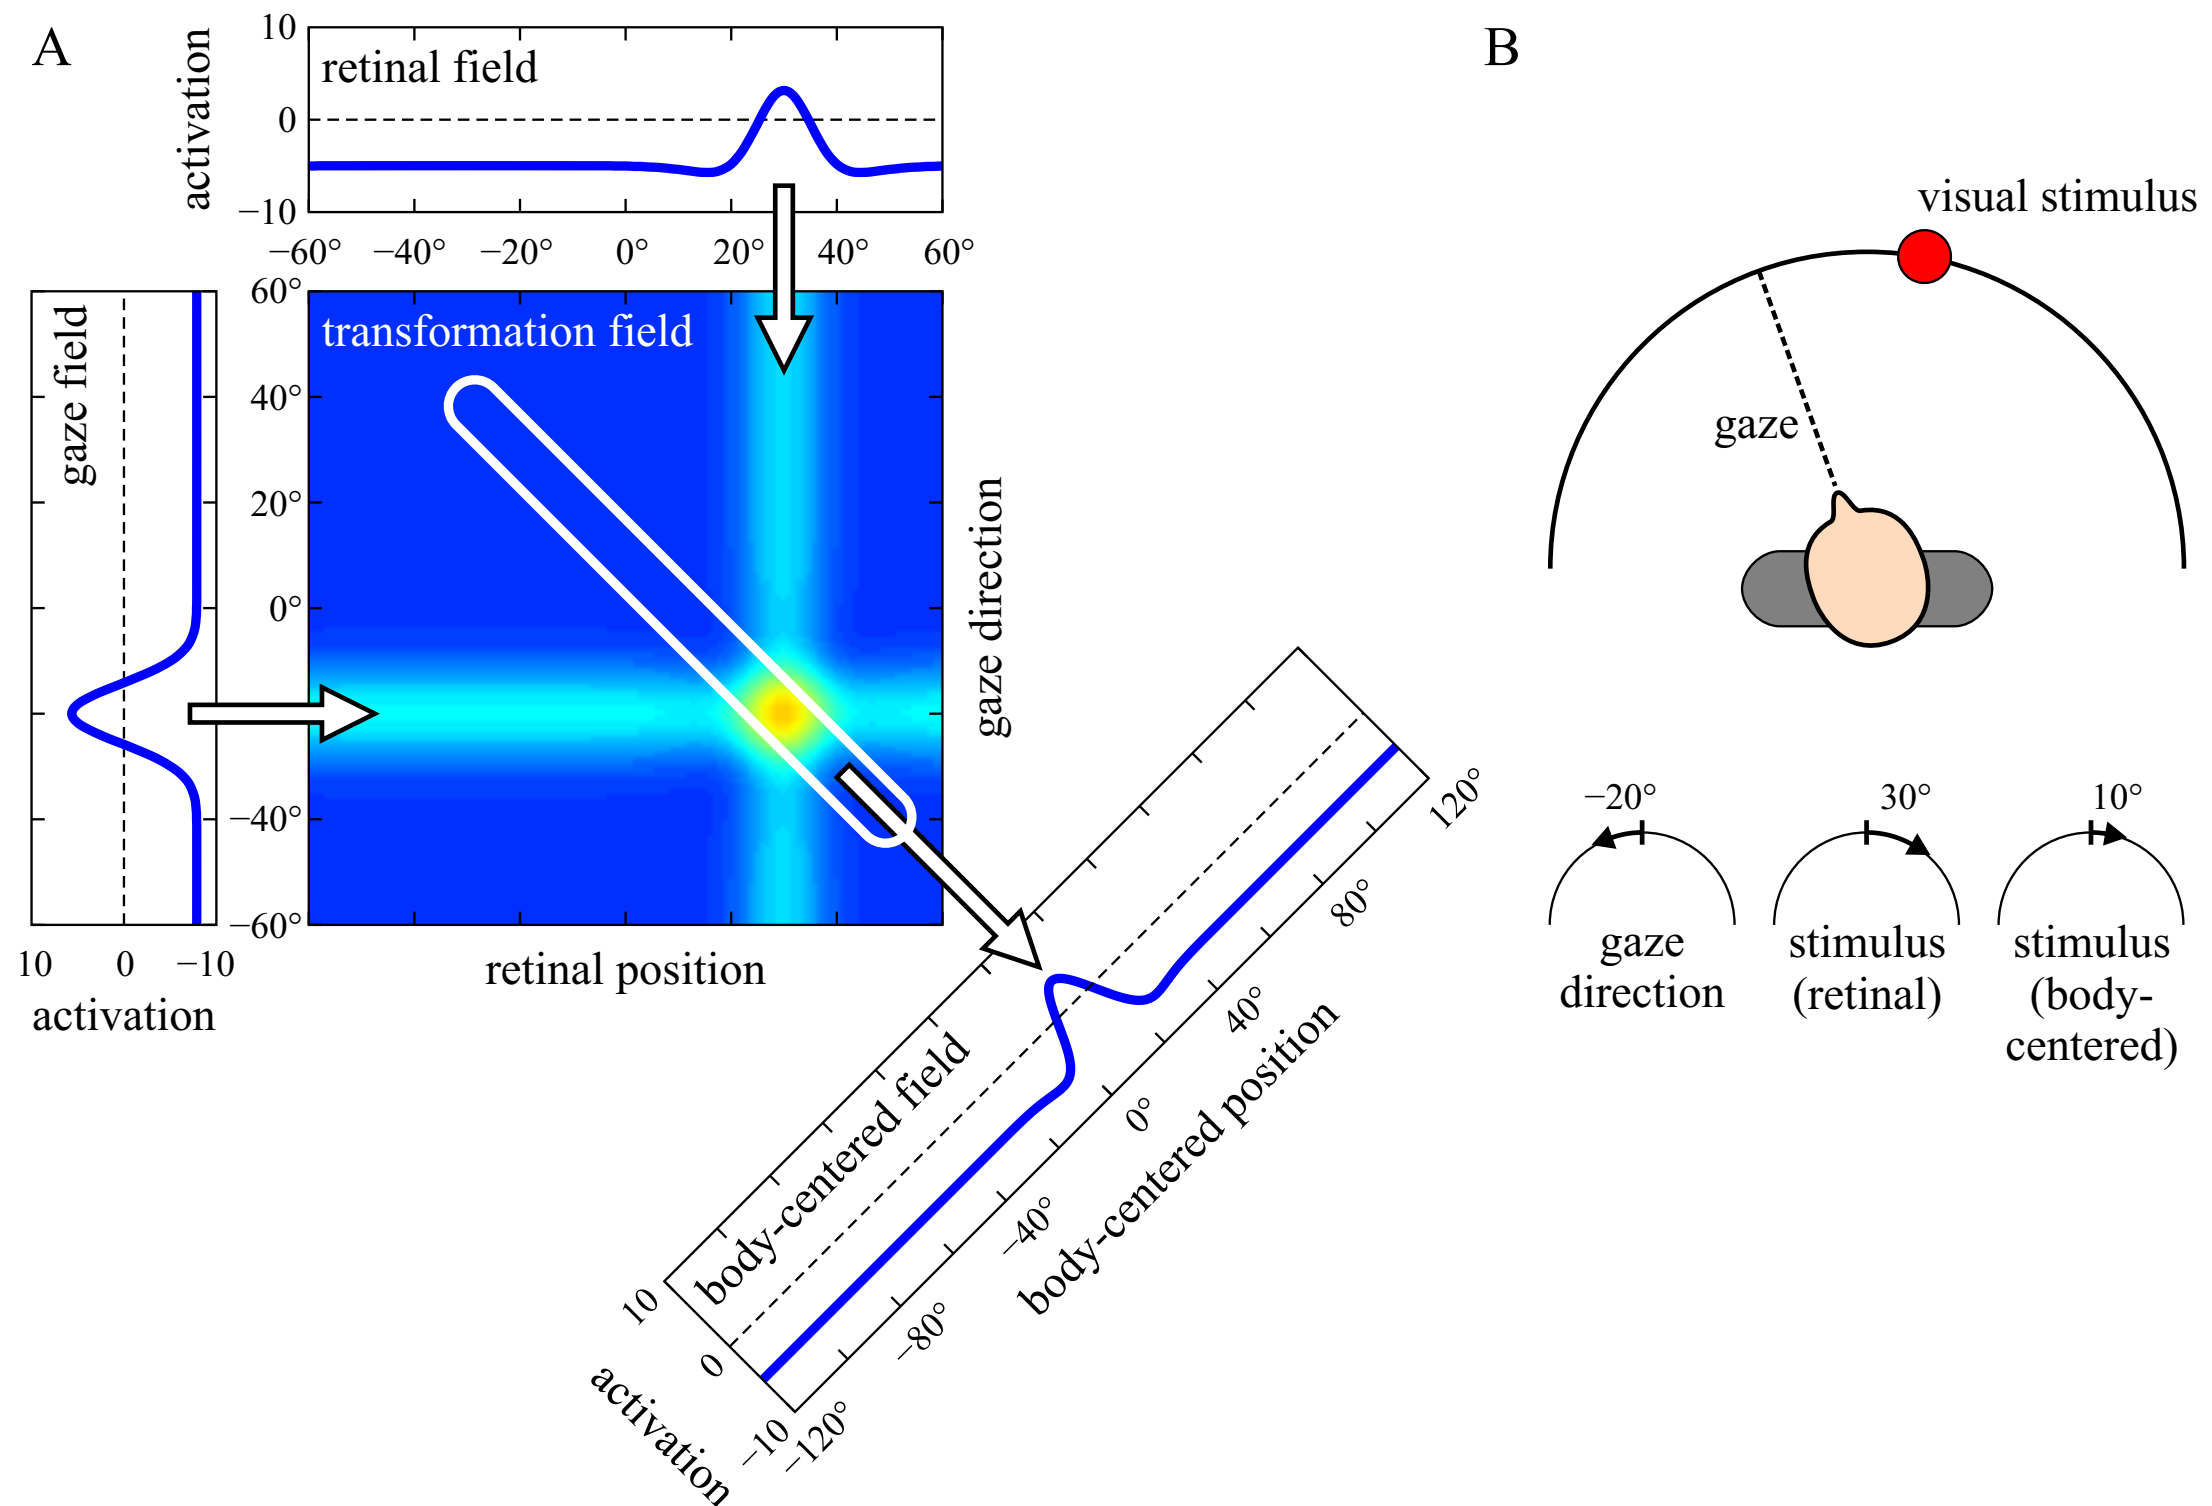 A
activation
10
0
−10
retinal field
−60°
−40°
−20°
0°
20°
40°
60°
gaze field
10
0
−10
activation
transformation field
60°
40°
20°
0°
−40°
−60°
retinal position
gaze direction
body-centered field
10
0
−10
activation
−120°
−80°
−40°
0°
40°
80°
120°
body-centered position
B
visual stimulus
gaze
−20°
gaze
direction
30°
stimulus
(retinal)
10°
stimulus
(body-
centered)